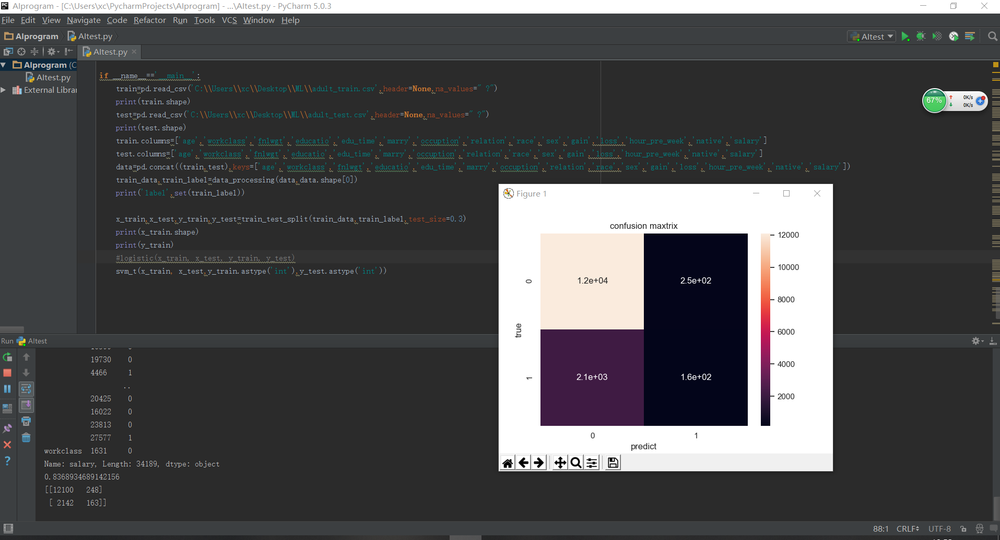 AIprogram - [C:\Users\xc\PycharmProjects\AIprogram] - ...\AItest.py - PyCharm 5.0.3
File Edit View Navigate Code Refactor Run Tools VCS Window Help
AIprogram AItest.py
AItest
AItest.py
AIprogram (C
AItest.py
External Librar
if __name__=='__main__':
train=pd.read_csv('C:\\Users\\xc\\Desktop\\ML\\adult_train.csv',header=None,na_values=" ?")
print(train.shape)
test=pd.read_csv('C:\\Users\\xc\\Desktop\\ML\\adult_test.csv',header=None,na_values=" ?")
print(test.shape)
train.columns=['age','workclass','fnlwgt','educatio','edu_time','marry','occuption','relation','race','sex','gain','loss','hour_pre_week','native','salary']
test.columns=['age','workclass','fnlwgt','educatio','edu_time','marry','occuption','relation','race','sex','gain','loss','hour_pre_week','native','salary']
data=pd.concat((train,test),keys=['age','workclass','fnlwgt','educatio','edu_time','marry','occuption','relation','race','sex','gain','loss','hour_pre_week','native','salary'])
train_data,train_label=data_processing(data,data.shape[0])
print('label',set(train_label))
x_train,x_test,y_train,y_test=train_test_split(train_data,train_label,test_size=0.3)
print(x_train.shape)
print(y_train)
#logistic(x_train, x_test, y_train, y_test)
svm_t(x_train, x_test,y_train.astype('int'),y_test.astype('int'))
67%
0K/s
0K/s
Figure 1
confusion maxtrix
0
1
true
1.2e+04 2.5e+02
2.1e+03 1.6e+02
0 1
predict
12000
10000
8000
6000
4000
2000
Run AItest
19730 0
4466 1
..
20425 0
16022 0
23813 0
27577 1
workclass 1631 0
Name: salary, Length: 34189, dtype: object
0.8368934689142156
[[12100 248]
[ 2142 163]]
88:1 CRLF UTF-8